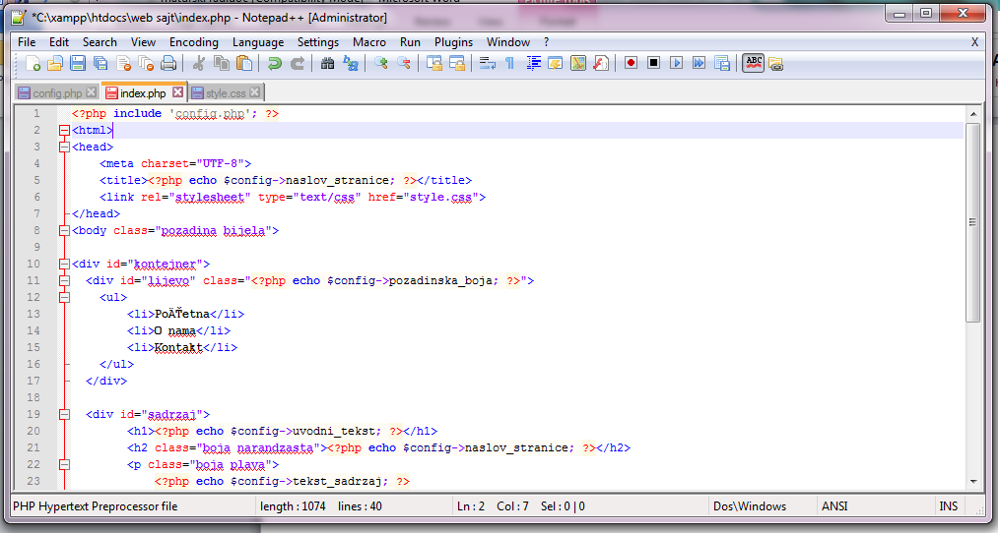 *C:\xampp\htdocs\web sajt\index.php - Notepad++ [Administrator]
File Edit Search View Encoding Language Settings Macro Run Plugins Window ? X
config.php index.php style.css
1 <?php include 'config.php'; ?>
2 <html>
3 <head>
4 <meta charset="UTF-8">
5 <title><?php echo $config->naslov_stranice; ?></title>
6 <link rel="stylesheet" type="text/css" href="style.css">
7 </head>
8 <body class="pozadina bijela">
9
10 <div id="kontejner">
11 <div id="lijevo" class="<?php echo $config->pozadinska_boja; ?>">
12 <ul>
13 <li>PoÄŤetna</li>
14 <li>O nama</li>
15 <li>Kontakt</li>
16 </ul>
17 </div>
18
19 <div id="sadrzaj">
20 <h1><?php echo $config->uvodni_tekst; ?></h1>
21 <h2 class="boja narandzasta"><?php echo $config->naslov_stranice; ?></h2>
22 <p class="boja plava">
23 <?php echo $config->tekst_sadrzaj; ?>
PHP Hypertext Preprocessor file length : 1074 lines : 40 Ln : 2 Col : 7 Sel : 0 | 0 Dos\Windows ANSI INS